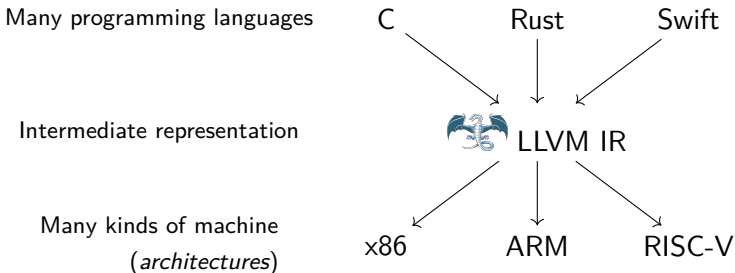 Many programming languages C Rust Swift
Intermediate representation LLVM IR
Many kinds of machine
(architectures) x86 ARM RISC-V